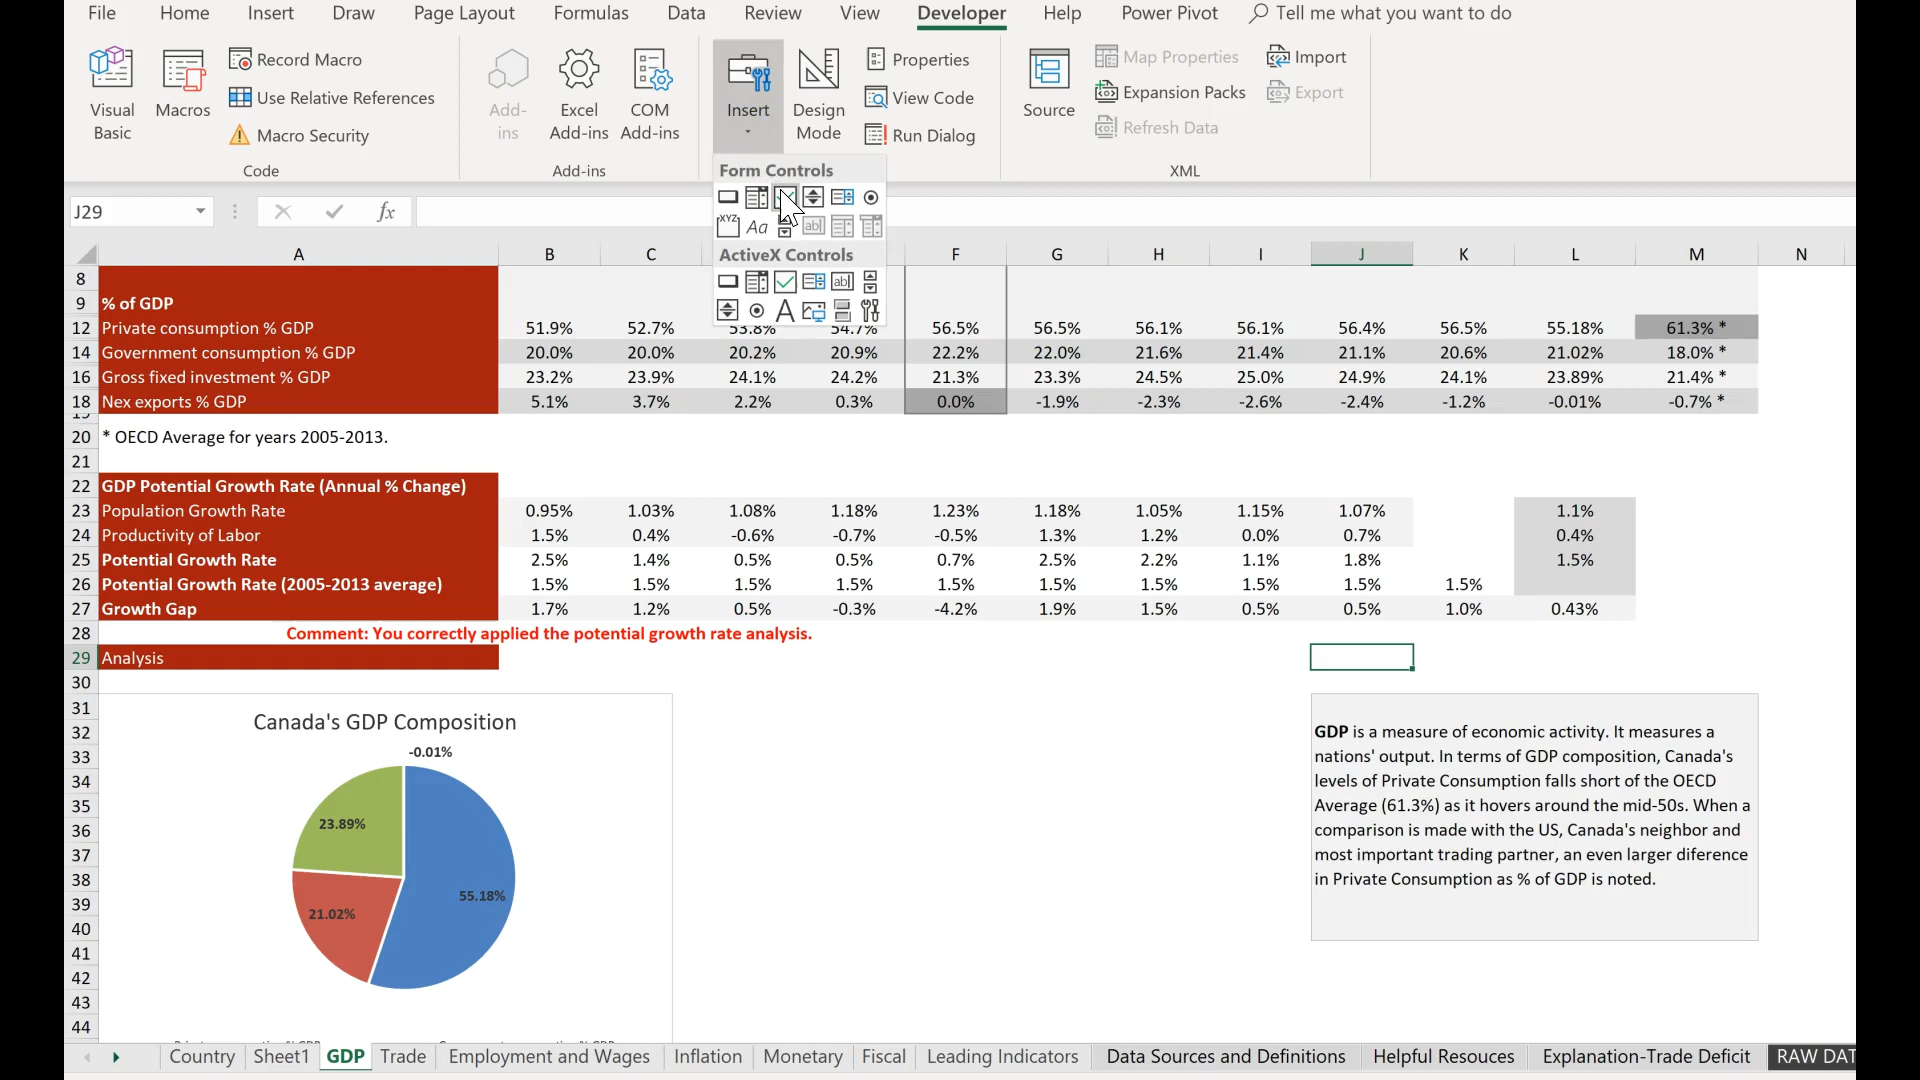 File Home Insert Draw Page Layout Formulas Data Review View Developer Help Power Pivot Tell me what you want to do
Visual Basic
Macros
Record Macro
Use Relative References
Macro Security
Code
Add-ins
Excel Add-ins
COM Add-ins
Add-ins
Insert
Design Mode
Properties
View Code
Run Dialog
Source
Map Properties
Expansion Packs
Refresh Data
Import
Export
XML
Form Controls
XYZ Aa ab|
ActiveX Controls
ab|
A
J29 fx
A B C F G H I J K L M N
8
9 % of GDP
12 Private consumption % GDP 51.9% 52.7% 53.8% 54.7% 56.5% 56.5% 56.1% 56.1% 56.4% 56.5% 55.18% 61.3% *
14 Government consumption % GDP 20.0% 20.0% 20.2% 20.9% 22.2% 22.0% 21.6% 21.4% 21.1% 20.6% 21.02% 18.0% *
16 Gross fixed investment % GDP 23.2% 23.9% 24.1% 24.2% 21.3% 23.3% 24.5% 25.0% 24.9% 24.1% 23.89% 21.4% *
18 Nex exports % GDP 5.1% 3.7% 2.2% 0.3% 0.0% -1.9% -2.3% -2.6% -2.4% -1.2% -0.01% -0.7% *
20 * OECD Average for years 2005-2013.
21
22 GDP Potential Growth Rate (Annual % Change)
23 Population Growth Rate 0.95% 1.03% 1.08% 1.18% 1.23% 1.18% 1.05% 1.15% 1.07% 1.1%
24 Productivity of Labor 1.5% 0.4% -0.6% -0.7% -0.5% 1.3% 1.2% 0.0% 0.7% 0.4%
25 Potential Growth Rate 2.5% 1.4% 0.5% 0.5% 0.7% 2.5% 2.2% 1.1% 1.8% 1.5%
26 Potential Growth Rate (2005-2013 average) 1.5% 1.5% 1.5% 1.5% 1.5% 1.5% 1.5% 1.5% 1.5% 1.5%
27 Growth Gap 1.7% 1.2% 0.5% -0.3% -4.2% 1.9% 1.5% 0.5% 0.5% 1.0% 0.43%
28 Comment: You correctly applied the potential growth rate analysis.
29 Analysis
30
31
32
33
34
35
36
37
38
39
40
41
42
43
44
Canada's GDP Composition
-0.01%
23.89%
55.18%
21.02%
GDP is a measure of economic activity. It measures a
nations' output. In terms of GDP composition, Canada's
levels of Private Consumption falls short of the OECD
Average (61.3%) as it hovers around the mid-50s. When a
comparison is made with the US, Canada's neighbor and
most important trading partner, an even larger diference
in Private Consumption as % of GDP is noted.
Country Sheet1 GDP Trade Employment and Wages Inflation Monetary Fiscal Leading Indicators Data Sources and Definitions Helpful Resouces Explanation-Trade Deficit RAW DAT